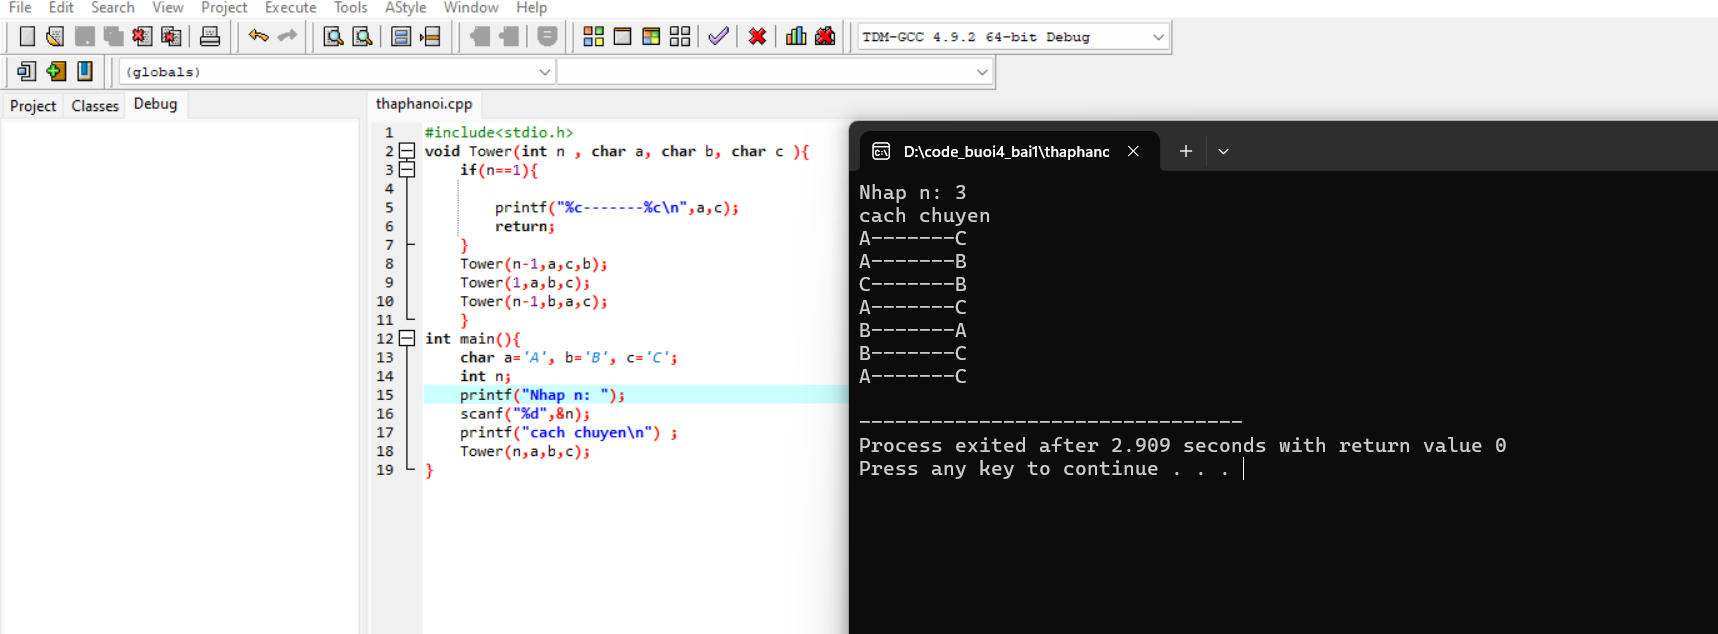 File Edit Search View Project Execute Tools AStyle Window Help
TDM-GCC 4.9.2 64-bit Debug
(globals)
Project Classes Debug
thaphanoi.cpp
1 #include<stdio.h>
2 void Tower(int n , char a, char b, char c ){
3 if(n==1){
4
5 printf("%c-------%c\n",a,c);
6 return;
7 }
8 Tower(n-1,a,c,b);
9 Tower(1,a,b,c);
10 Tower(n-1,b,a,c);
11 }
12 int main(){
13 char a='A', b='B', c='C';
14 int n;
15 printf("Nhap n: ");
16 scanf("%d",&n);
17 printf("cach chuyen\n") ;
18 Tower(n,a,b,c);
19 }
D:\code_buoi4_bai1\thaphanc
Nhap n: 3
cach chuyen
A-------C
A-------B
C-------B
A-------C
B-------A
B-------C
A-------C
--------------------------------
Process exited after 2.909 seconds with return value 0
Press any key to continue . . .